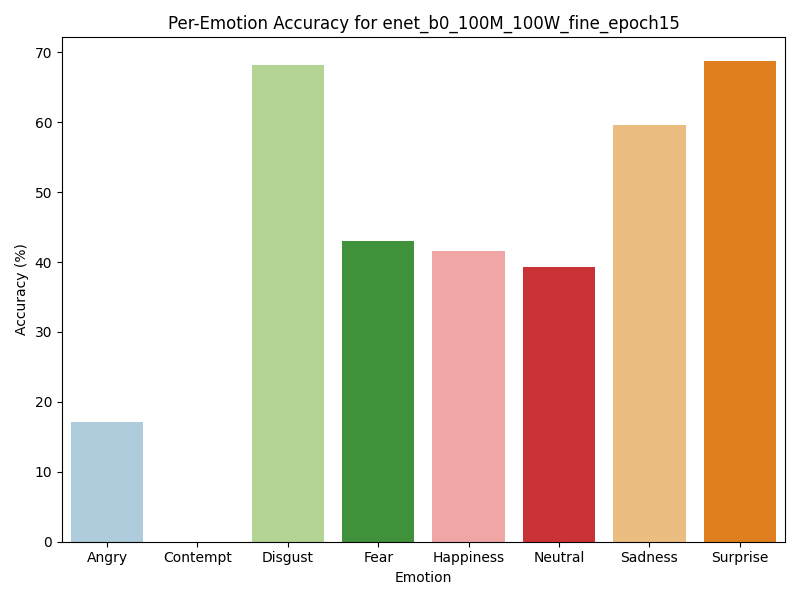 Per-Emotion Accuracy for enet_b0_100M_100W_fine_epoch15
70
60
50
40
30
20
10
0
Accuracy (%)
Angry Contempt Disgust Fear Happiness Neutral Sadness Surprise
Emotion